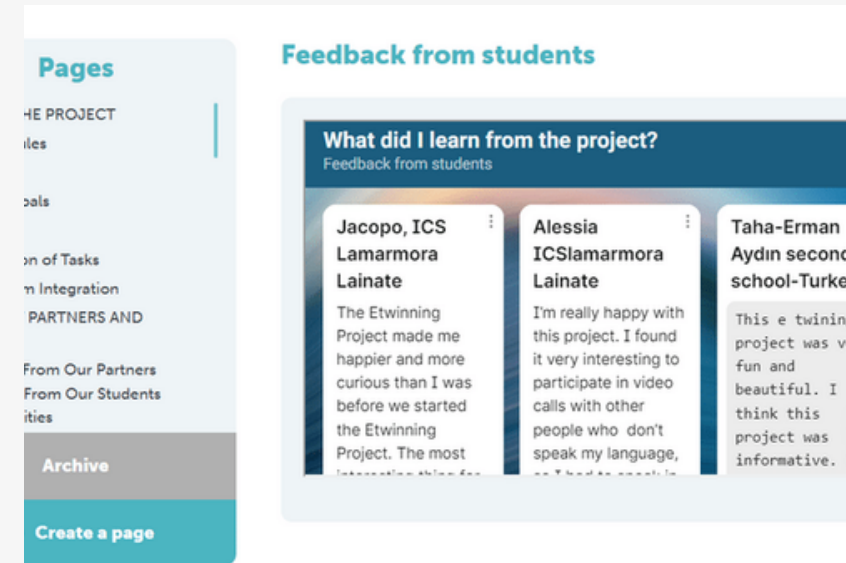 Pages
HE PROJECT
les
oals
on of Tasks
m Integration
PARTNERS AND
From Our Partners
From Our Students
ities
Archive
Create a page
Feedback from students
What did I learn from the project?
Feedback from students
Jacopo, ICS
Lamarmora
Lainate
The Etwinning
Project made me
happier and more
curious than I was
before we started
the Etwinning
Project. The most
Alessia
ICSlamarmora
Lainate
I'm really happy with
this project. I found
it very interesting to
participate in video
calls with other
people who don't
speak my language,
Taha-Erman
Aydın second
school-Turke
This e twinin
project was v
fun and
beautiful. I
think this
project was
informative.